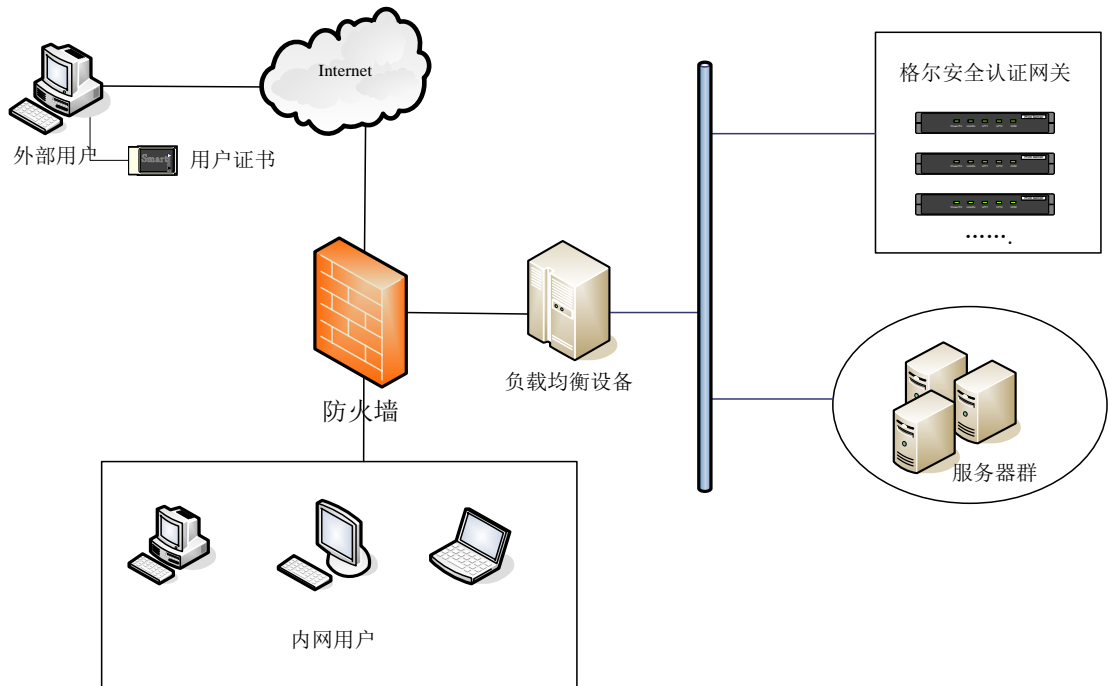 Internet
格尔安全认证网关
外部用户
Smart
用户证书
…….
负载均衡设备
防火墙
服务器群
内网用户